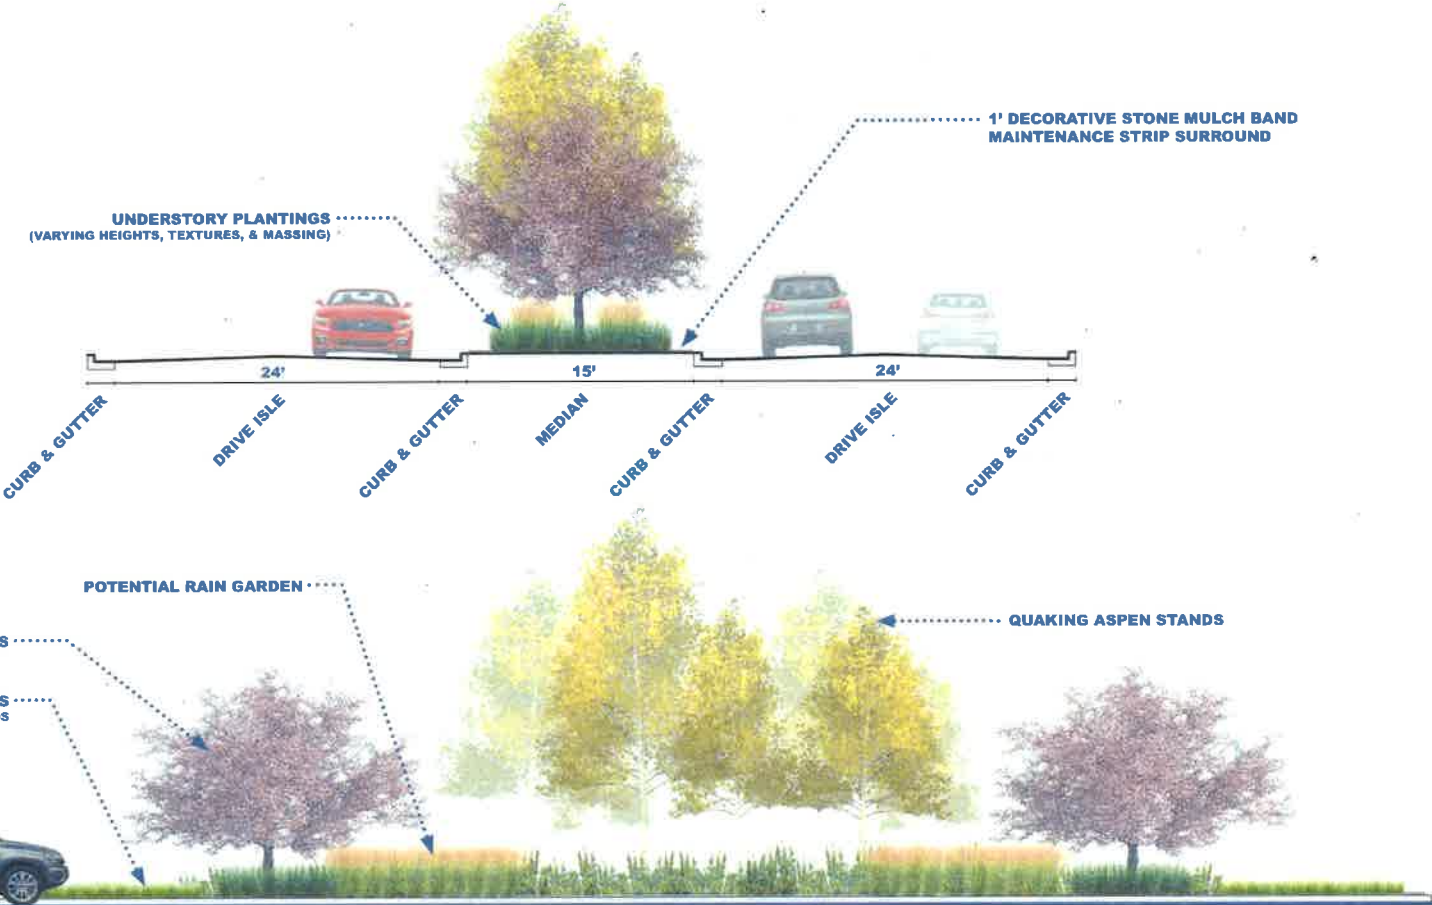 1' DECORATIVE STONE MULCH BAND
MAINTENANCE STRIP SURROUND
UNDERSTORY PLANTINGS
(VARYING HEIGHTS, TEXTURES, & MASSING)
24'
15'
24'
CURB & GUTTER
DRIVE ISLE
CURB & GUTTER
MEDIAN
CURB & GUTTER
DRIVE ISLE
CURB & GUTTER
POTENTIAL RAIN GARDEN
QUAKING ASPEN STANDS
S
S
S